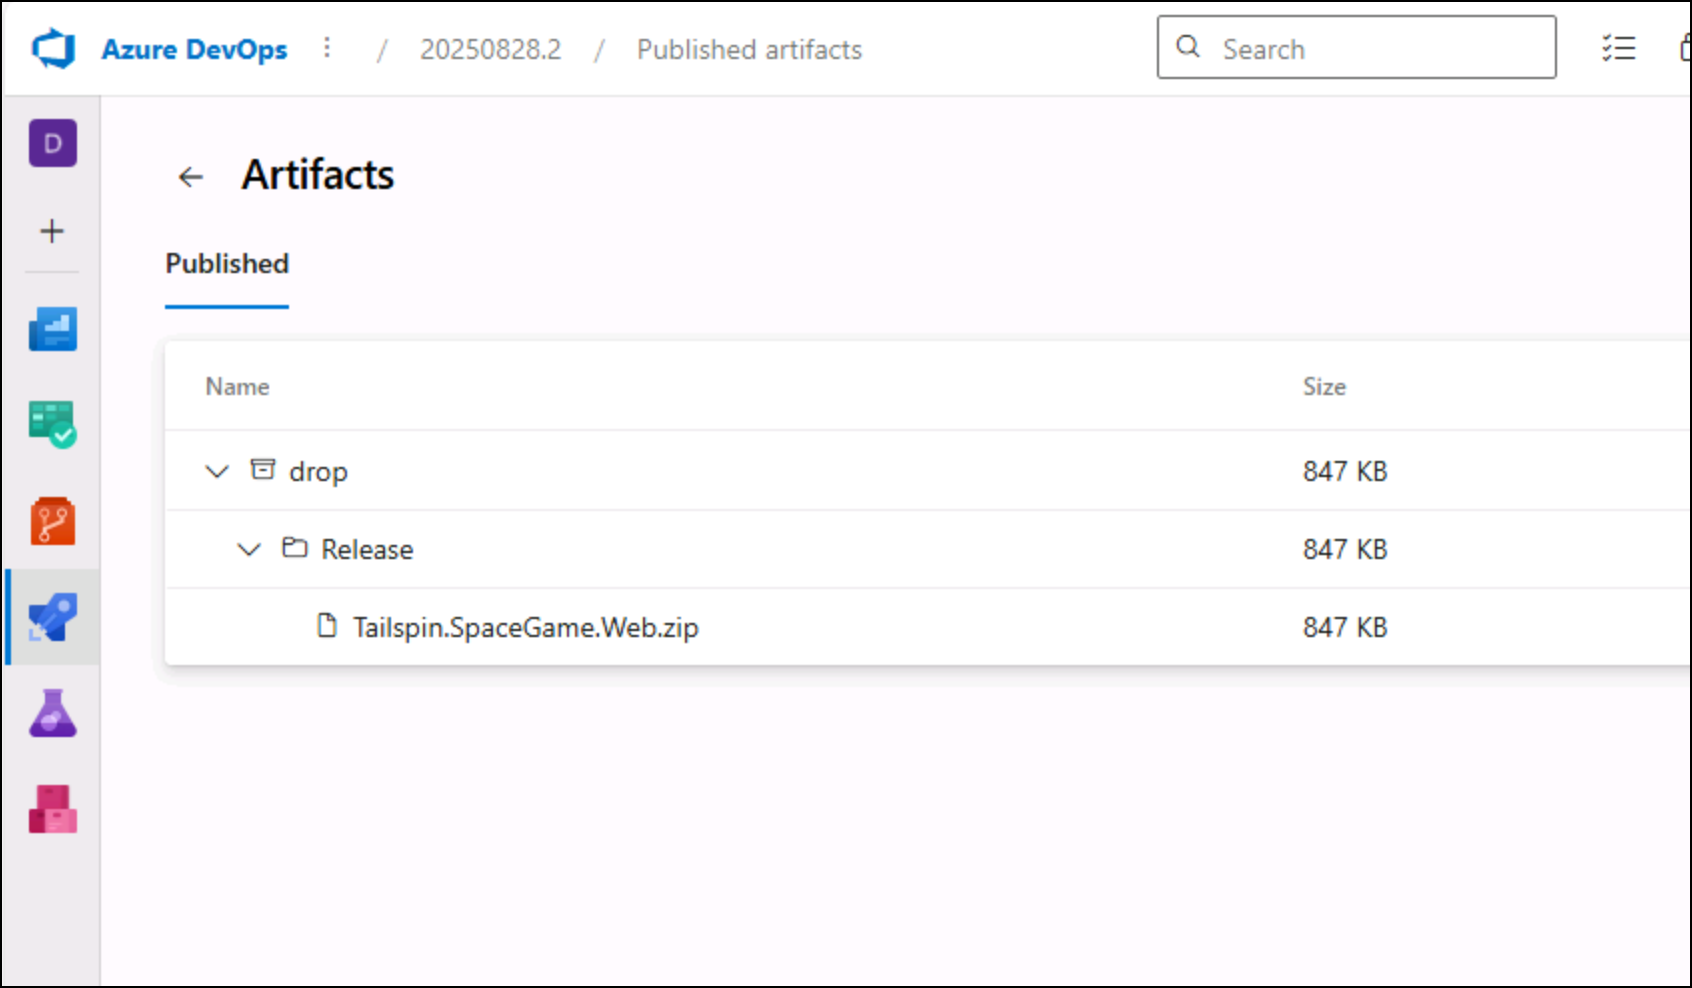 Azure DevOps / 20250828.2 / Published artifacts Search
D
Artifacts
Published
Name Size
drop 847 KB
Release 847 KB
Tailspin.SpaceGame.Web.zip 847 KB